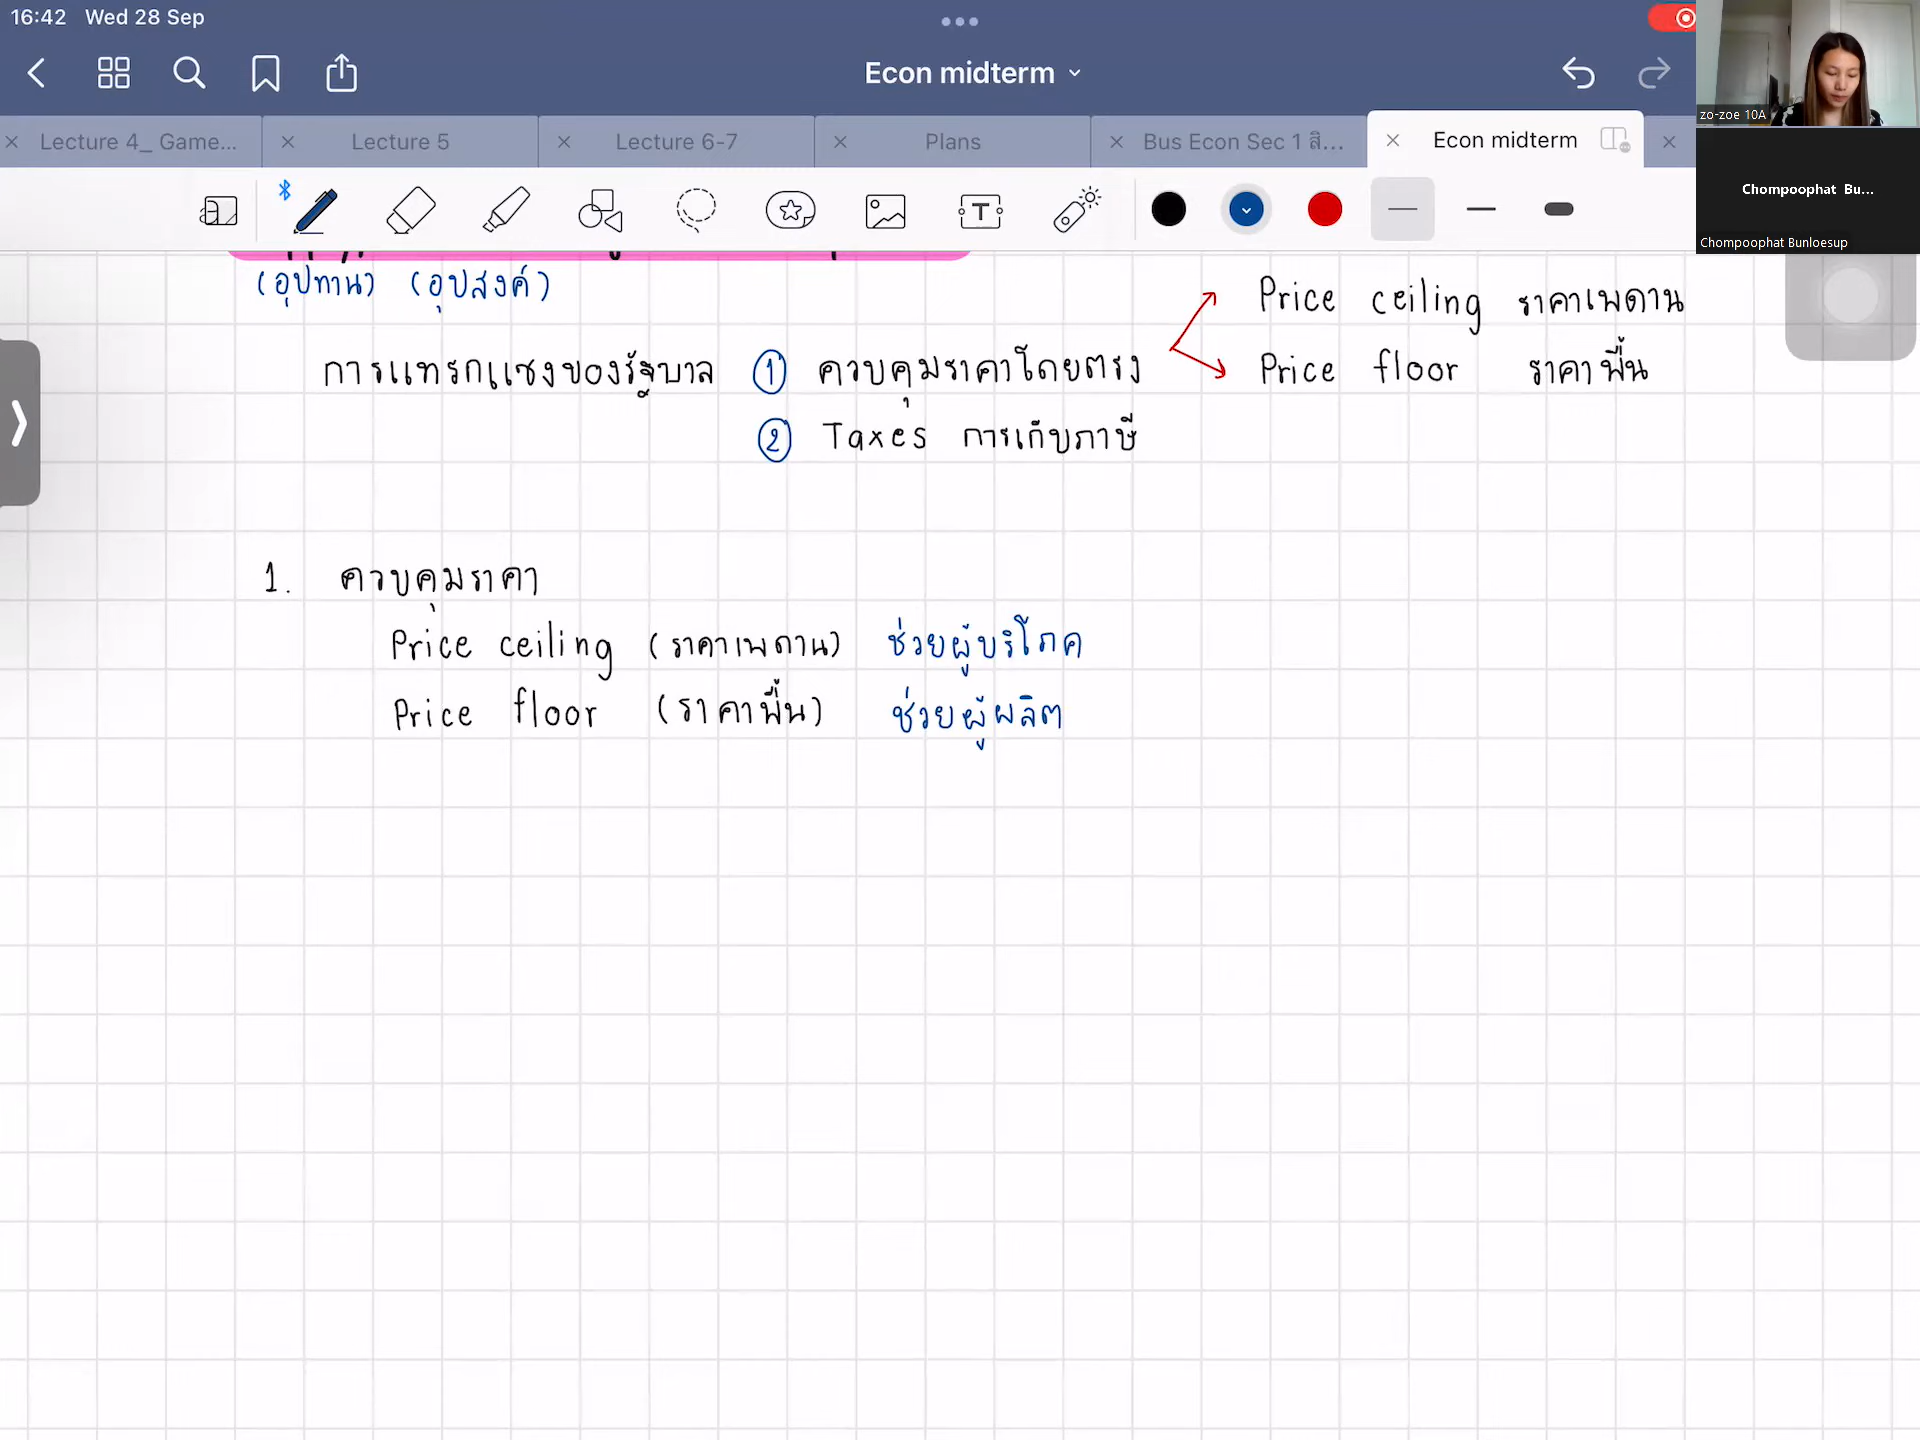 16:42 Wed 28 Sep
Econ midterm
Lecture 4_ Game...
Lecture 5
Lecture 6-7
Plans
Bus Econ Sec 1 สิ...
Econ midterm
zo-zoe 10A
Chompoophat Bu...
Chompoophat Bunloesup
(อุปทาน) (อุปสงค์)
Price ceiling ราคาเพดาน
การแทรกแซงของรัฐบาล ① ควบคุมราคาโดยตรง
Price floor ราคาพื้น
② Taxes การเก็บภาษี
1. ควบคุมราคา
Price ceiling (ราคาเพดาน) ช่วยผู้บริโภค
Price floor (ราคาพื้น) ช่วยผู้ผลิต